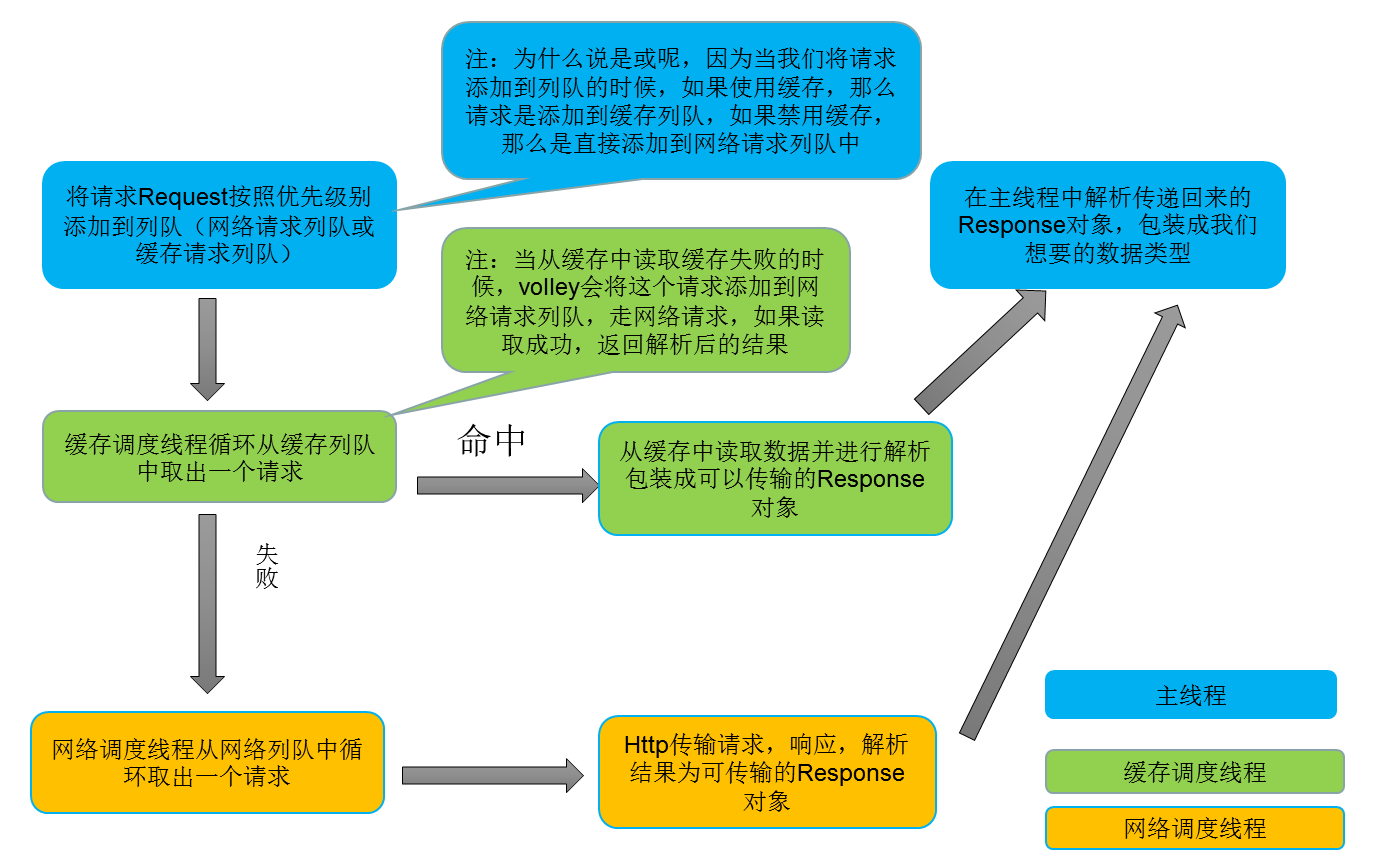 注：为什么说是或呢，因为当我们将请求
添加到列队的时候，如果使用缓存，那么
请求是添加到缓存列队，如果禁用缓存，
那么是直接添加到网络请求列队中
将请求Request按照优先级别
添加到列队（网络请求列队或
缓存请求列队）
在主线程中解析传递回来的
Response对象，包装成我们
想要的数据类型
注：当从缓存中读取缓存失败的时
候，volley会将这个请求添加到网
络请求列队，走网络请求，如果读
取成功，返回解析后的结果
缓存调度线程循环从缓存列队
中取出一个请求
命中
从缓存中读取数据并进行解析
包装成可以传输的Response
对象
失
败
网络调度线程从网络列队中循
环取出一个请求
Http传输请求，响应，解析
结果为可传输的Response
对象
主线程
缓存调度线程
网络调度线程